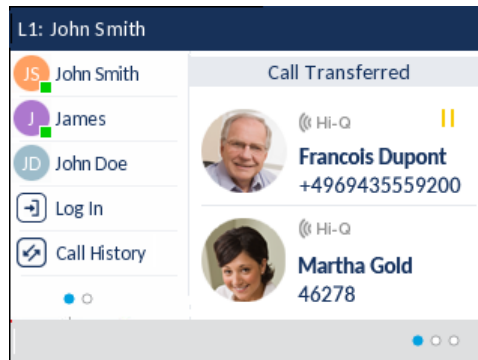 L1: John Smith
JS John Smith
J James
JD John Doe
Log In
Call History
Call Transferred
Hi-Q
Francois Dupont
+4969435559200
Hi-Q
Martha Gold
46278